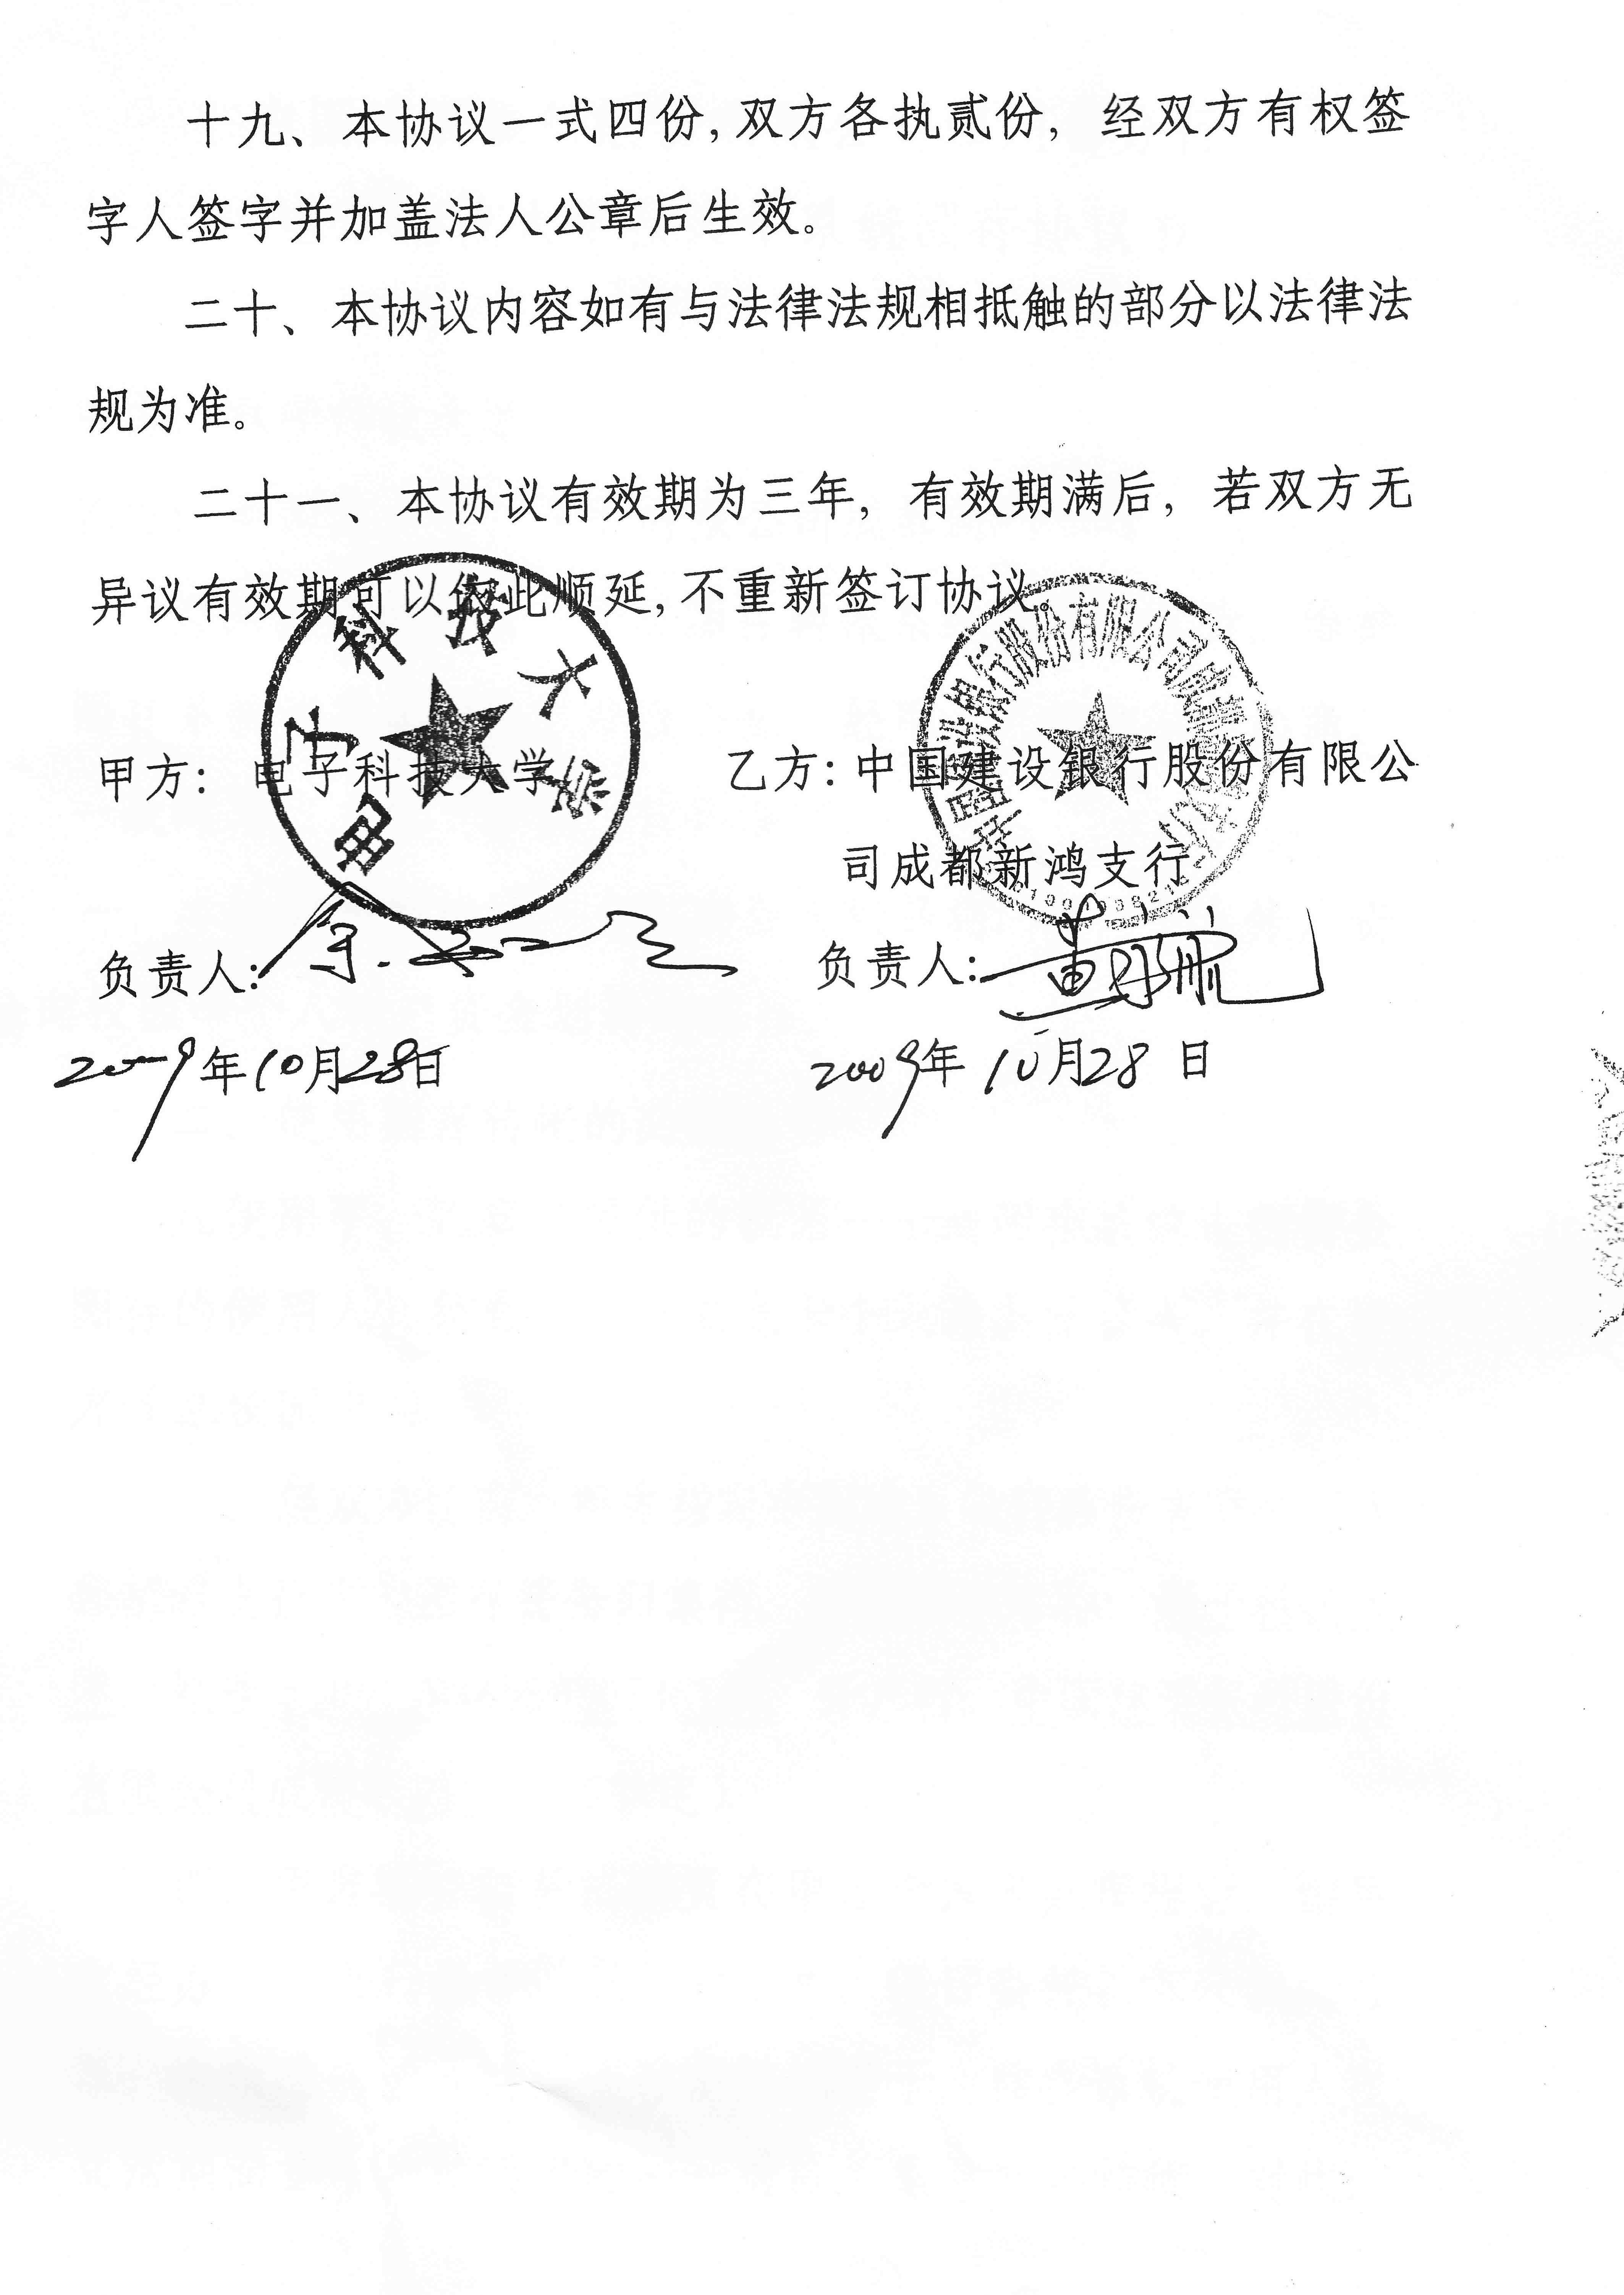 十九、本协议一式四份,双方各执贰份，经双方有权签
字人签字并加盖法人公章后生效。
二十、本协议内容如有与法律法规相抵触的部分以法律法
规为准。
二十一、本协议有效期为三年，有效期满后，若双方无
异议有效期可以依此顺延,不重新签订协议。
电子科技大学
中国建设银行股份有限公司成都新鸿支行
甲方：电子科技大学
乙方：中国建设银行股份有限公
司成都新鸿支行
负责人：
负责人：
2009年10月28日
2009年10月28日